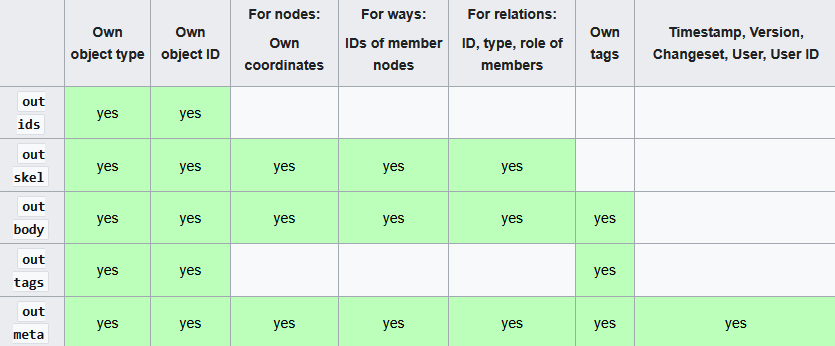 Own object type
Own object ID
For nodes:
Own coordinates
For ways:
IDs of member nodes
For relations:
ID, type, role of members
Own tags
Timestamp, Version, Changeset, User, User ID
out ids
yes yes
out skel
yes yes yes yes yes
out body
yes yes yes yes yes yes
out tags
yes yes yes
out meta
yes yes yes yes yes yes yes